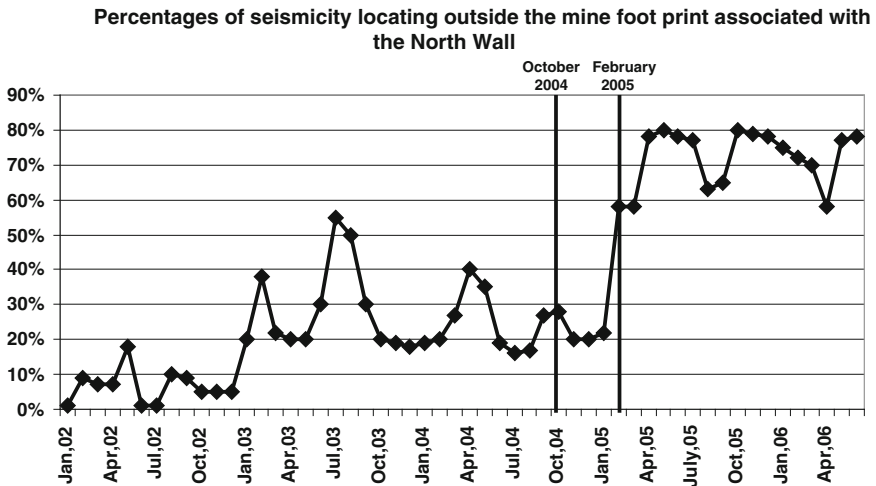 Percentages of seismicity locating outside the mine foot print associated with
the North Wall
October February
2004 2005
90%
80%
70%
60%
50%
40%
30%
20%
10%
0%
Jan,02
Apr,02
Jul,02
Oct,02
Jan,03
Apr,03
Jul,03
Oct,03
Jan,04
Apr,04
Jul,04
Oct,04
Jan,05
Apr,05
July,05
Oct,05
Jan,06
Apr,06